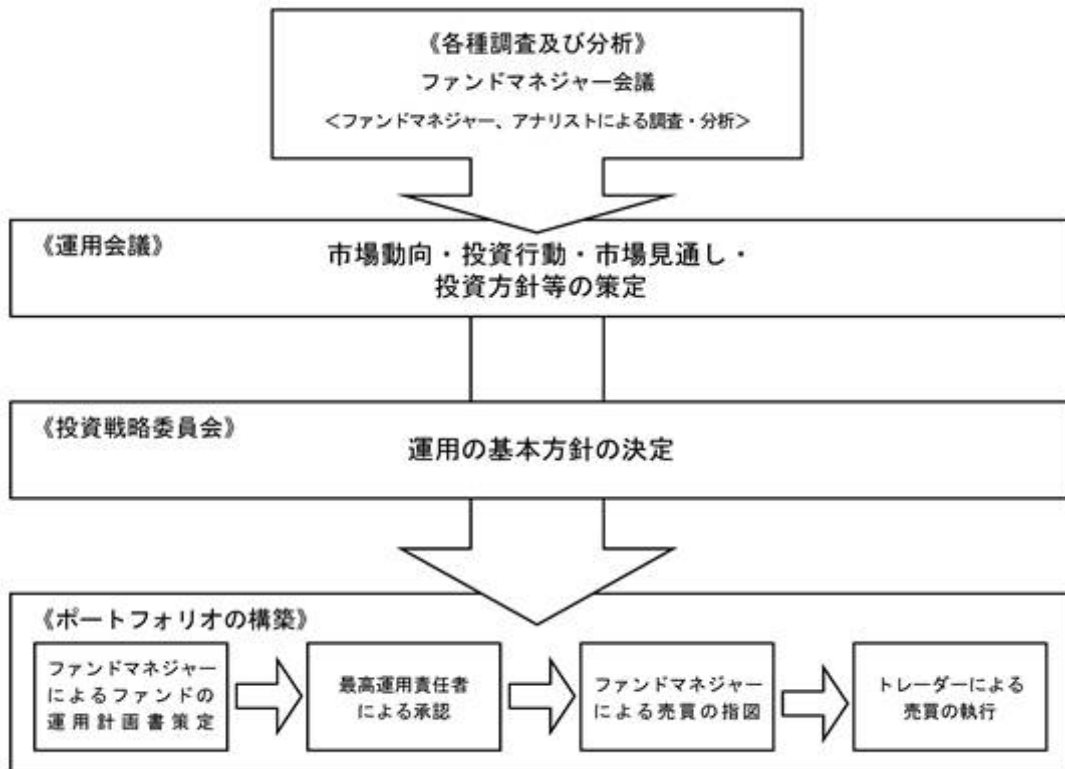 《各種調査及び分析》
ファンドマネジャー会議
<ファンドマネジャー、アナリストによる調査・分析>
《運用会議》
市場動向・投資行動・市場見通し・
投資方針等の策定
《投資戦略委員会》
運用の基本方針の決定
《ポートフォリオの構築》
ファンドマネジャー
によるファンドの
運用計画書策定
最高運用責任者
による承認
ファンドマネジャー
による売買の指図
トレーダーによる
売買の執行